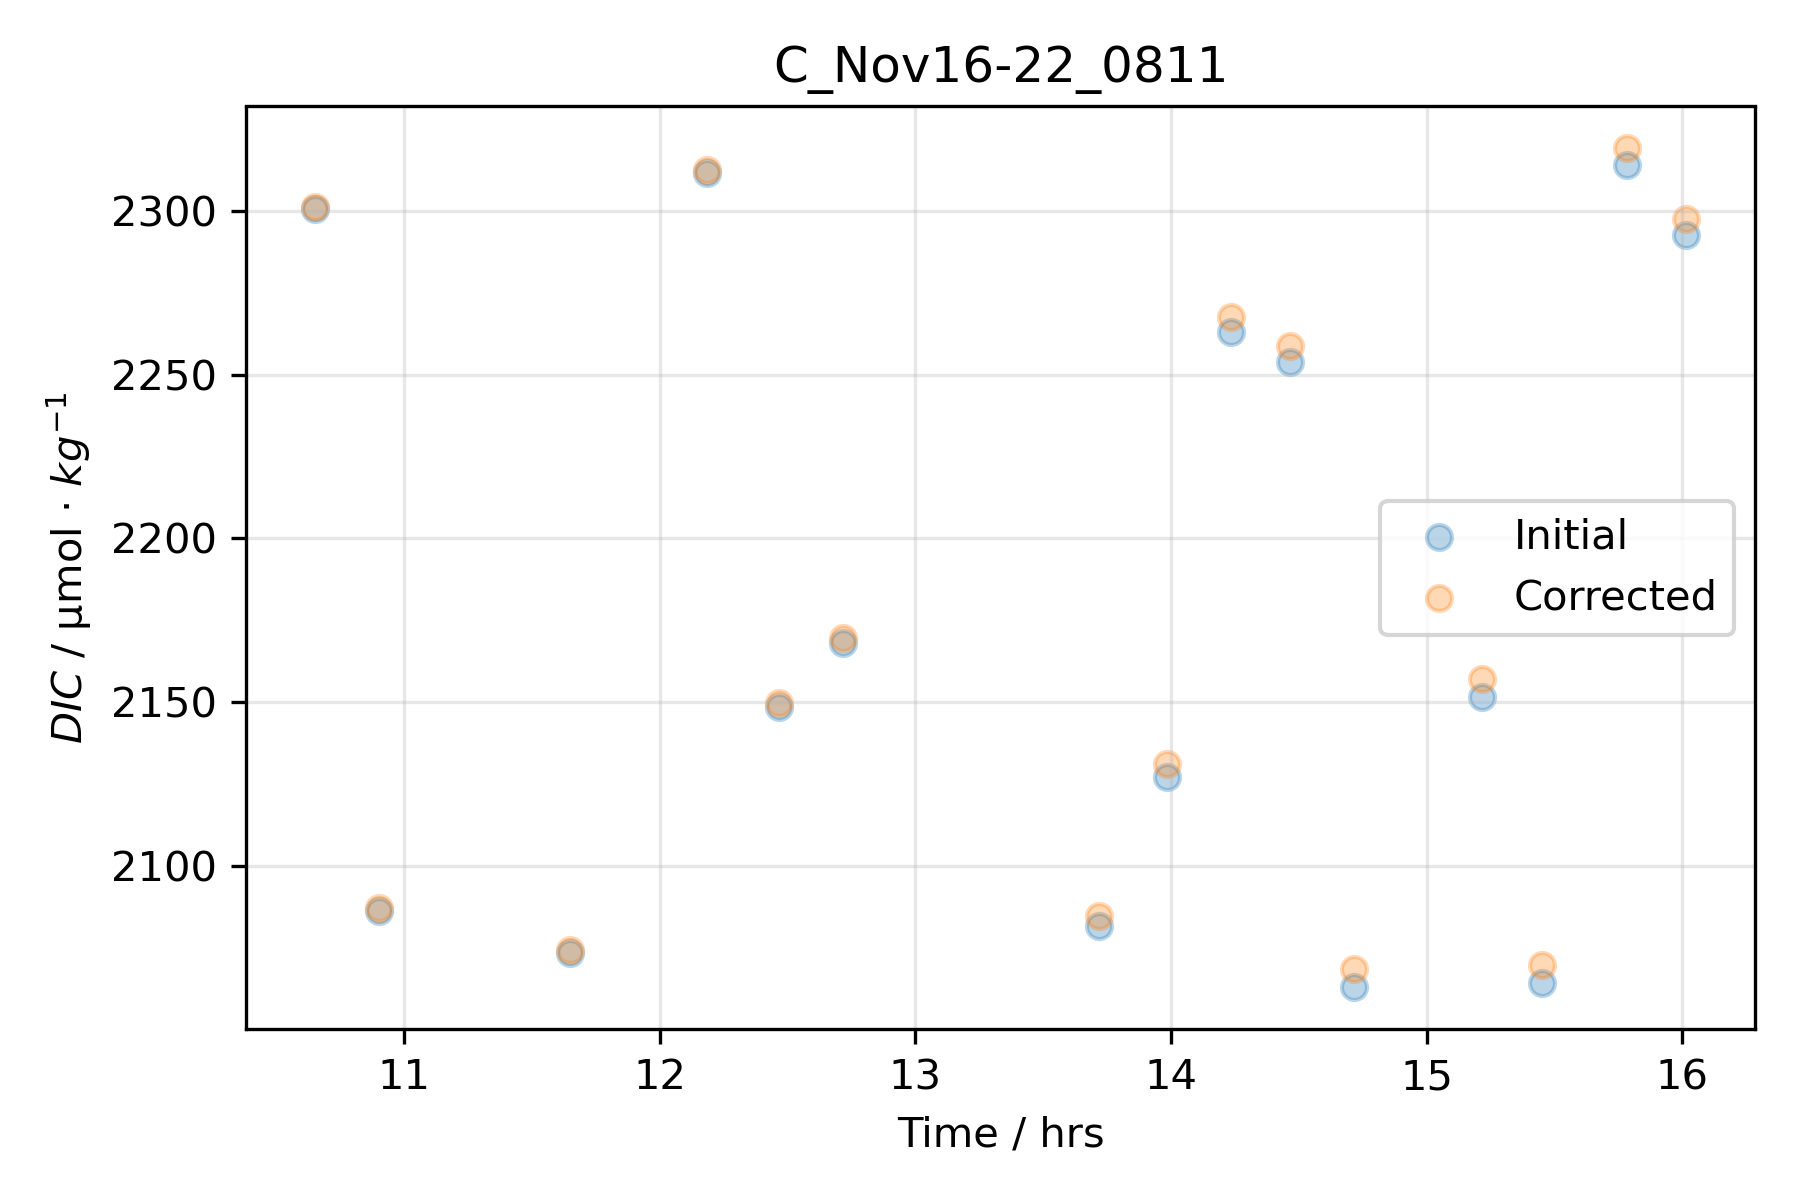 C_Nov16-22_0811
DIC / µmol · kg⁻¹
2300
2250
2200
2150
2100
Initial
Corrected
11 12 13 14 15 16
Time / hrs